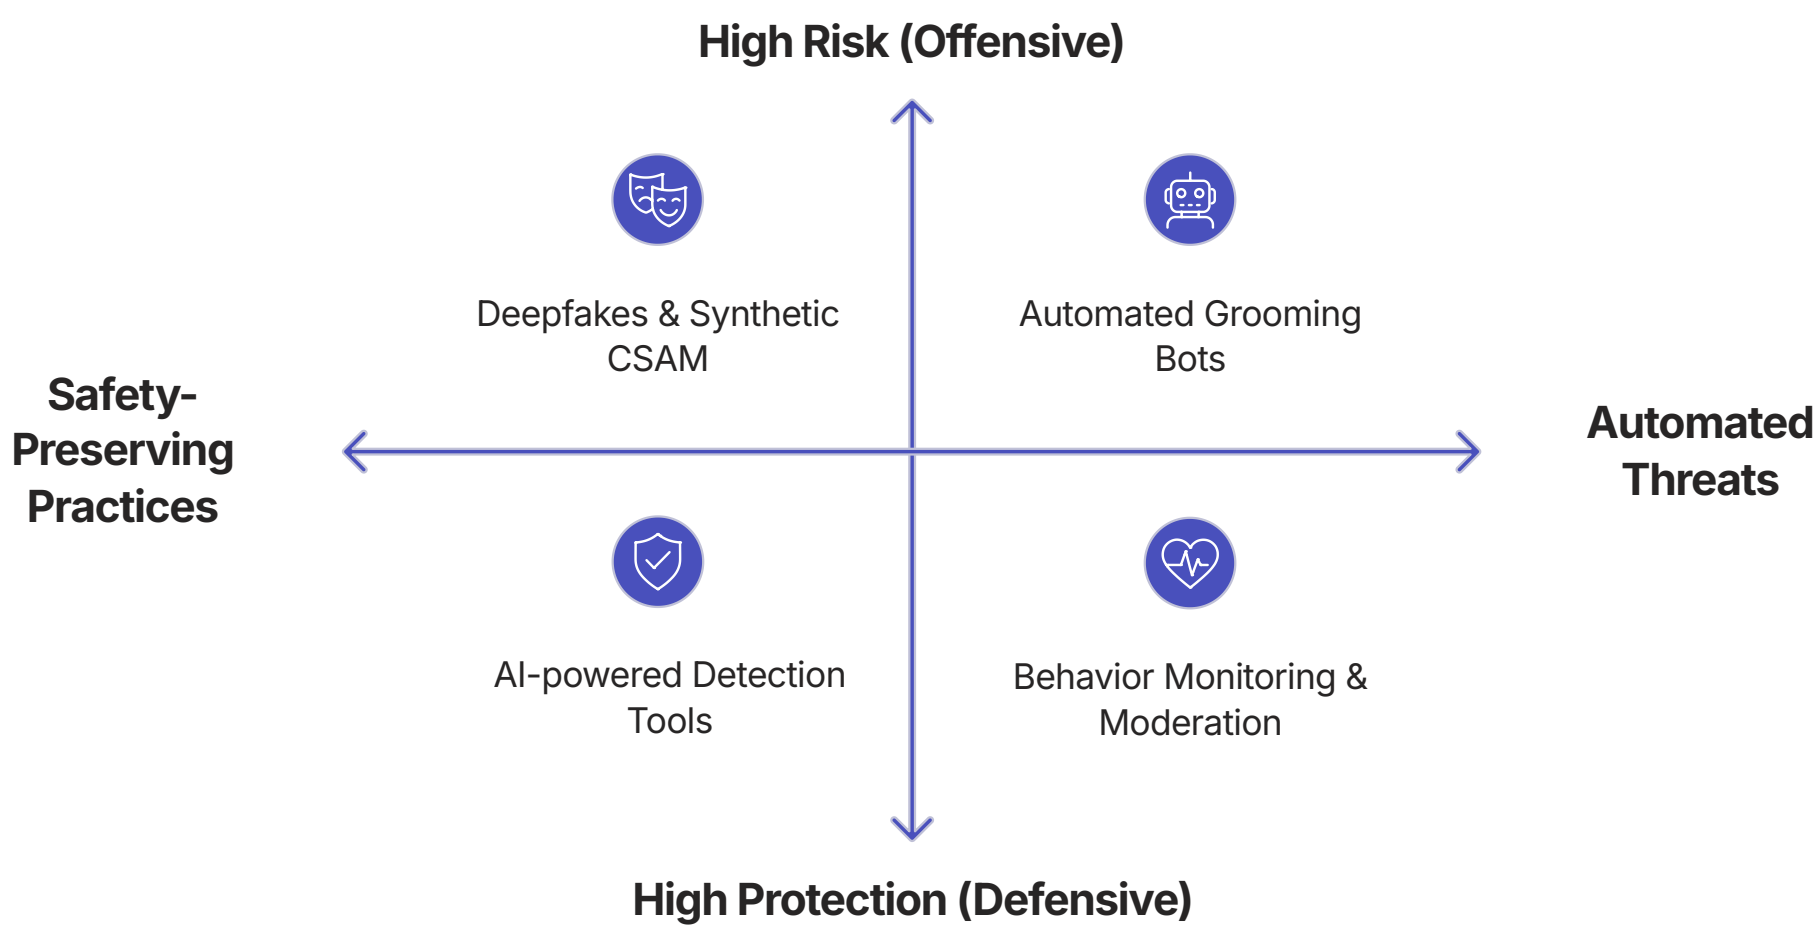 High Risk (Offensive)
Deepfakes & Synthetic
CSAM
Automated Grooming
Bots
Safety-
Preserving
Practices
Automated
Threats
AI-powered Detection
Tools
Behavior Monitoring &
Moderation
High Protection (Defensive)